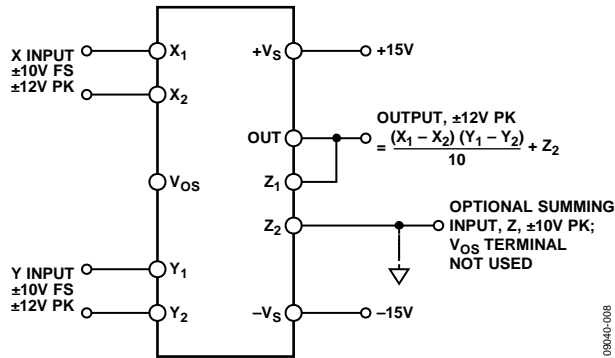 X INPUT
±10V FS
±12V PK
X1
X2
VOS
Y INPUT
±10V FS
±12V PK
Y1
Y2
+VS
+15V
OUT
OUTPUT, ±12V PK
= (X1 – X2) (Y1 – Y2) / 10 + Z2
Z1
Z2
OPTIONAL SUMMING
INPUT, Z, ±10V PK;
VOS TERMINAL
NOT USED
–VS
–15V
09040-008